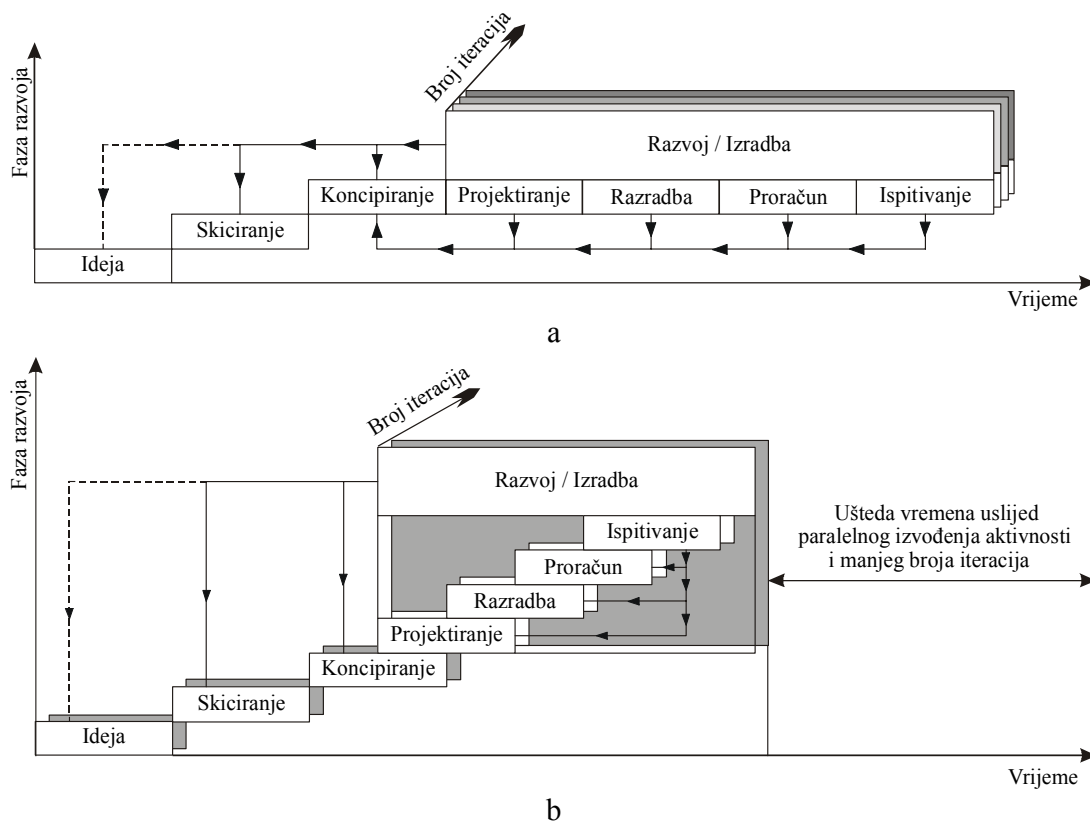 Faza razvoja
Broj iteracija
Razvoj / Izradba
Koncipiranje
Projektiranje
Razradba
Proračun
Ispitivanje
Skiciranje
Ideja
Vrijeme
a
Faza razvoja
Broj iteracija
Razvoj / Izradba
Ispitivanje
Proračun
Razradba
Projektiranje
Koncipiranje
Skiciranje
Ideja
Ušteda vremena uslijed
paralelnog izvođenja aktivnosti
i manjeg broja iteracija
Vrijeme
b